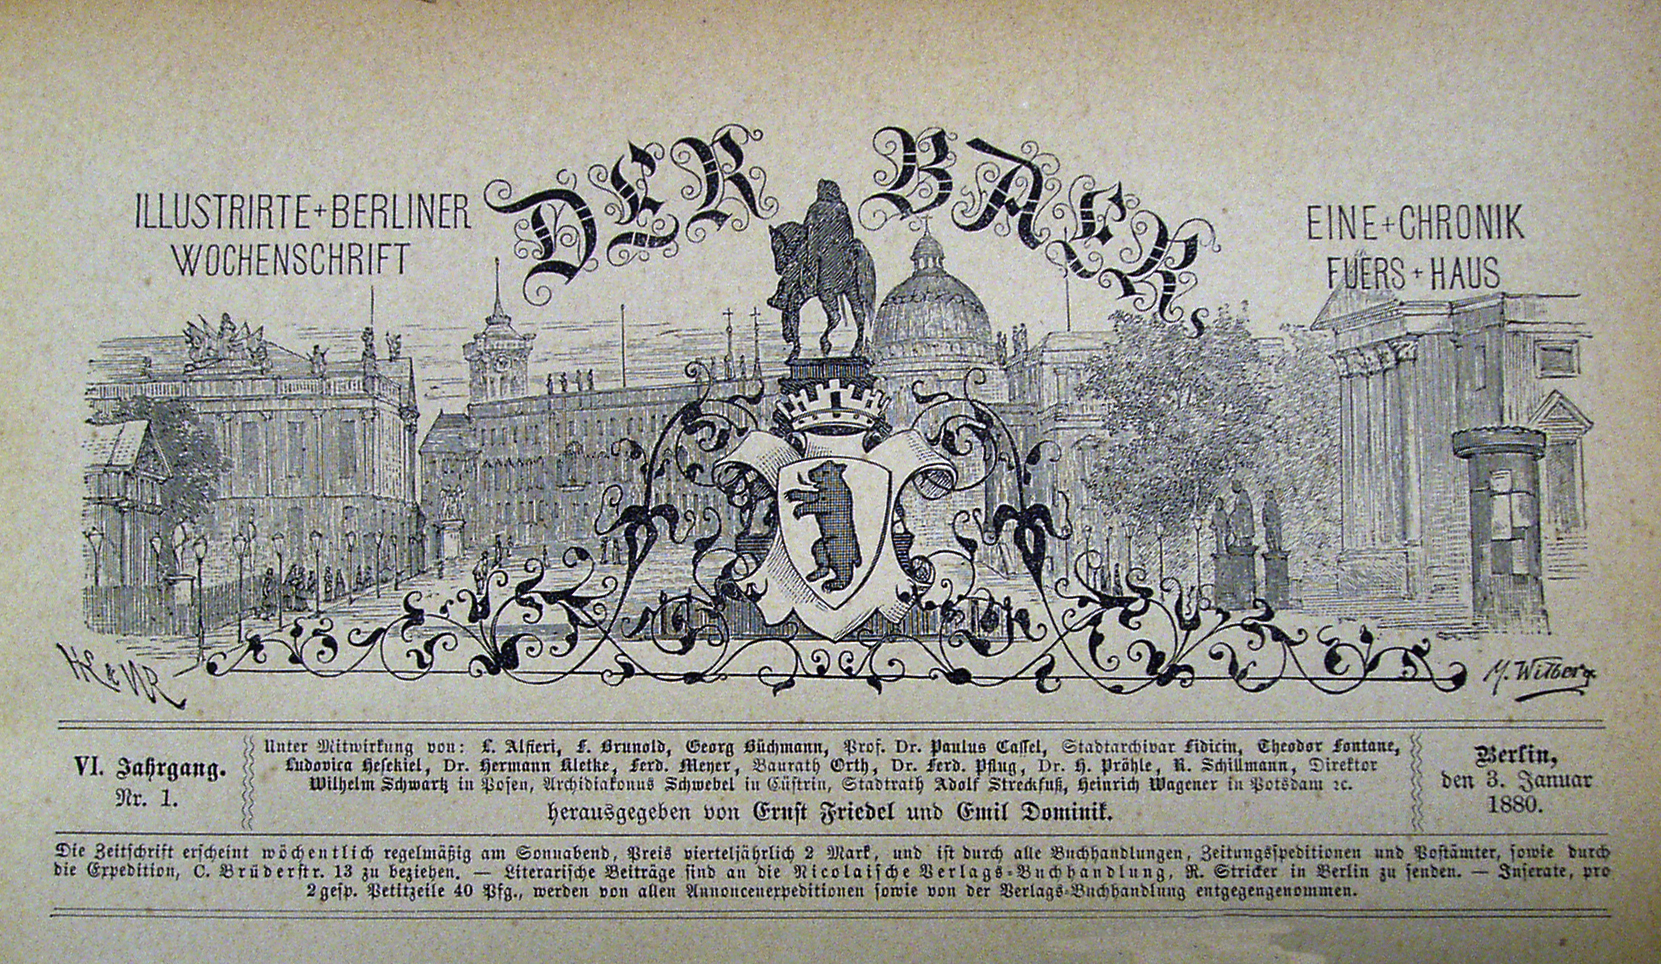 DER BAER,
ILLUSTRIRTE+BERLINER
WOCHENSCHRIFT
EINE+CHRONIK
FUERS+HAUS
M. Wilberg.
VI. Jahrgang.
Nr. 1.
Unter Mitwirkung von: L. Alfieri, F. Brunold, Georg Büchmann, Prof. Dr. Paulus Cassel, Stadtarchivar Fidicin, Theodor Fontane,
Ludovica Hesekiel, Dr. Hermann Kletke, Ferd. Meyer, Baurath Orth, Dr. Ferd. Pflug, Dr. H. Pröhle, R. Schillmann, Direktor
Wilhelm Schwartz in Posen, Archidiakonus Schwebel in Cüstrin, Stadtrath Adolf Streckfuß, Heinrich Wagener in Potsdam ꝛc.
herausgegeben von Ernst Friedel und Emil Dominik.
Berlin,
den 3. Januar
1880.
Die Zeitschrift erscheint wöchentlich regelmäßig am Sonnabend, Preis vierteljährlich 2 Mark, und ist durch alle Buchhandlungen, Zeitungsspeditionen und Postämter, sowie durch
die Expedition, C. Brüderstr. 13 zu beziehen. — Literarische Beiträge sind an die Nicolaische Verlags-Buchhandlung, R. Stricker in Berlin zu senden. — Inserate, pro
2gesp. Petitzeile 40 Pfg., werden von allen Annoncenexpeditionen sowie von der Verlags-Buchhandlung entgegengenommen.